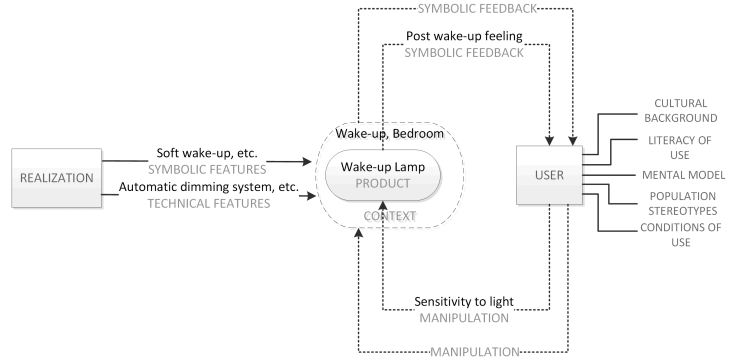 SYMBOLIC FEEDBACK
Post wake-up feeling
SYMBOLIC FEEDBACK
Wake-up, Bedroom
Soft wake-up, etc.
SYMBOLIC FEATURES
Automatic dimming system, etc.
TECHNICAL FEATURES
REALIZATION
Wake-up Lamp
PRODUCT
CONTEXT
USER
CULTURAL
BACKGROUND
LITERACY OF
USE
MENTAL MODEL
POPULATION
STEREOTYPES
CONDITIONS OF
USE
Sensitivity to light
MANIPULATION
MANIPULATION